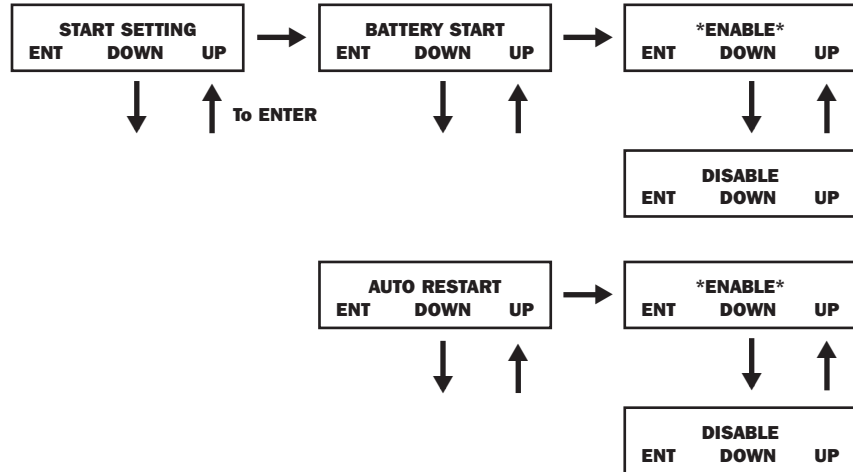 START SETTING
ENT DOWN UP
BATTERY START
ENT DOWN UP
*ENABLE*
ENT DOWN UP
To ENTER
DISABLE
ENT DOWN UP
AUTO RESTART
ENT DOWN UP
*ENABLE*
ENT DOWN UP
DISABLE
ENT DOWN UP